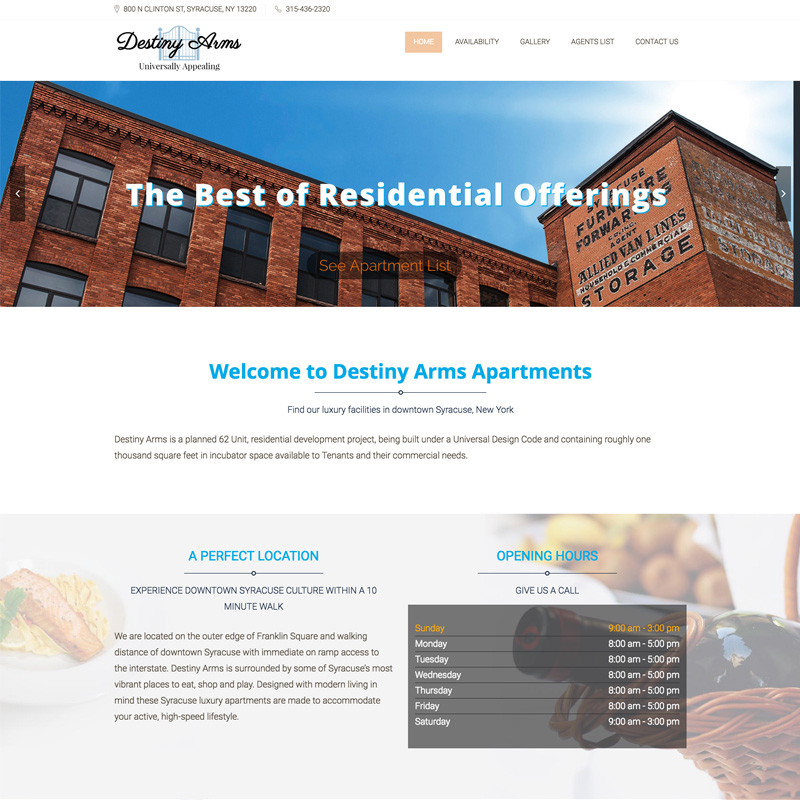 800 N CLINTON ST, SYRACUSE, NY 13220 315-436-2320
Destiny Arms
Universally Appealing
HOME AVAILABILITY GALLERY AGENTS LIST CONTACT US
The Best of Residential Offerings
See Apartment List
FURNITURE
FORWARD
AGENT
ALLIED VAN LINES
HOUSEHOLD & COMMERCIAL
STORAGE
Welcome to Destiny Arms Apartments
Find our luxury facilities in downtown Syracuse, New York
Destiny Arms is a planned 62 Unit, residential development project, being built under a Universal Design Code and containing roughly one
thousand square feet in incubator space available to Tenants and their commercial needs.
A PERFECT LOCATION
EXPERIENCE DOWNTOWN SYRACUSE CULTURE WITHIN A 10
MINUTE WALK
We are located on the outer edge of Franklin Square and walking
distance of downtown Syracuse with immediate on ramp access to
the interstate. Destiny Arms is surrounded by some of Syracuse's most
vibrant places to eat, shop and play. Designed with modern living in
mind these Syracuse luxury apartments are made to accommodate
your active, high-speed lifestyle.
OPENING HOURS
GIVE US A CALL
Sunday 9:00 am - 3:00 pm
Monday 8:00 am - 5:00 pm
Tuesday 8:00 am - 5:00 pm
Wednesday 8:00 am - 5:00 pm
Thursday 8:00 am - 5:00 pm
Friday 8:00 am - 5:00 pm
Saturday 9:00 am - 3:00 pm